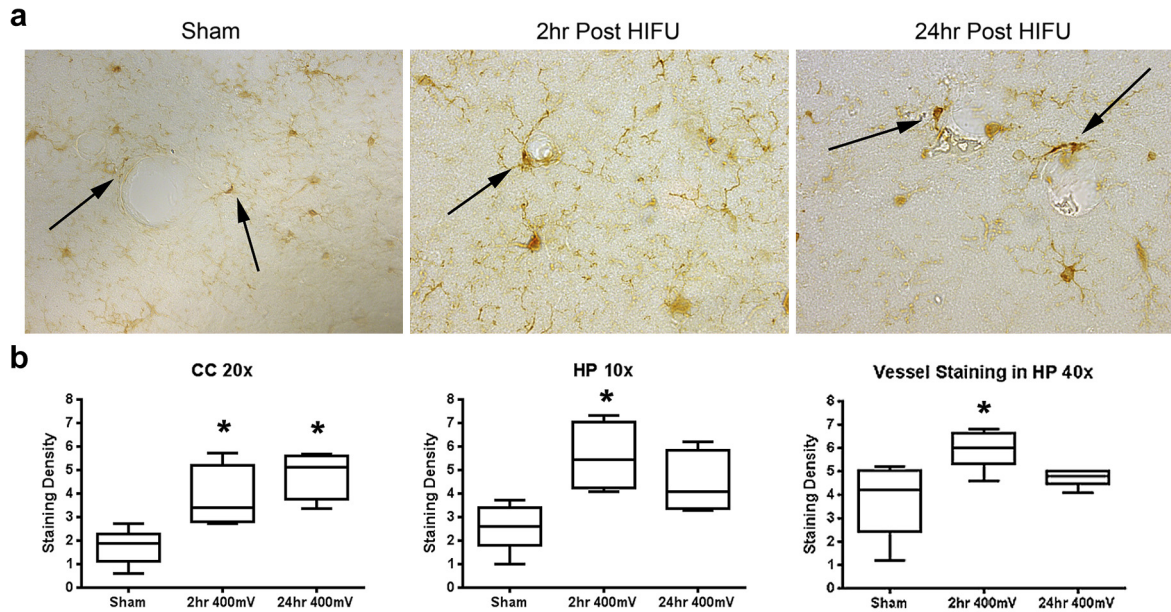 a
Sham
2hr Post HIFU
24hr Post HIFU
b
CC 20x
Staining Density
8
7
6
5
4
3
2
1
0
*
*
Sham
2hr 400mV
24hr 400mV
HP 10x
Staining Density
8
7
6
5
4
3
2
1
0
*
Sham
2hr 400mV
24hr 400mV
Vessel Staining in HP 40x
Staining Density
8
7
6
5
4
3
2
1
0
*
Sham
2hr 400mV
24hr 400mV